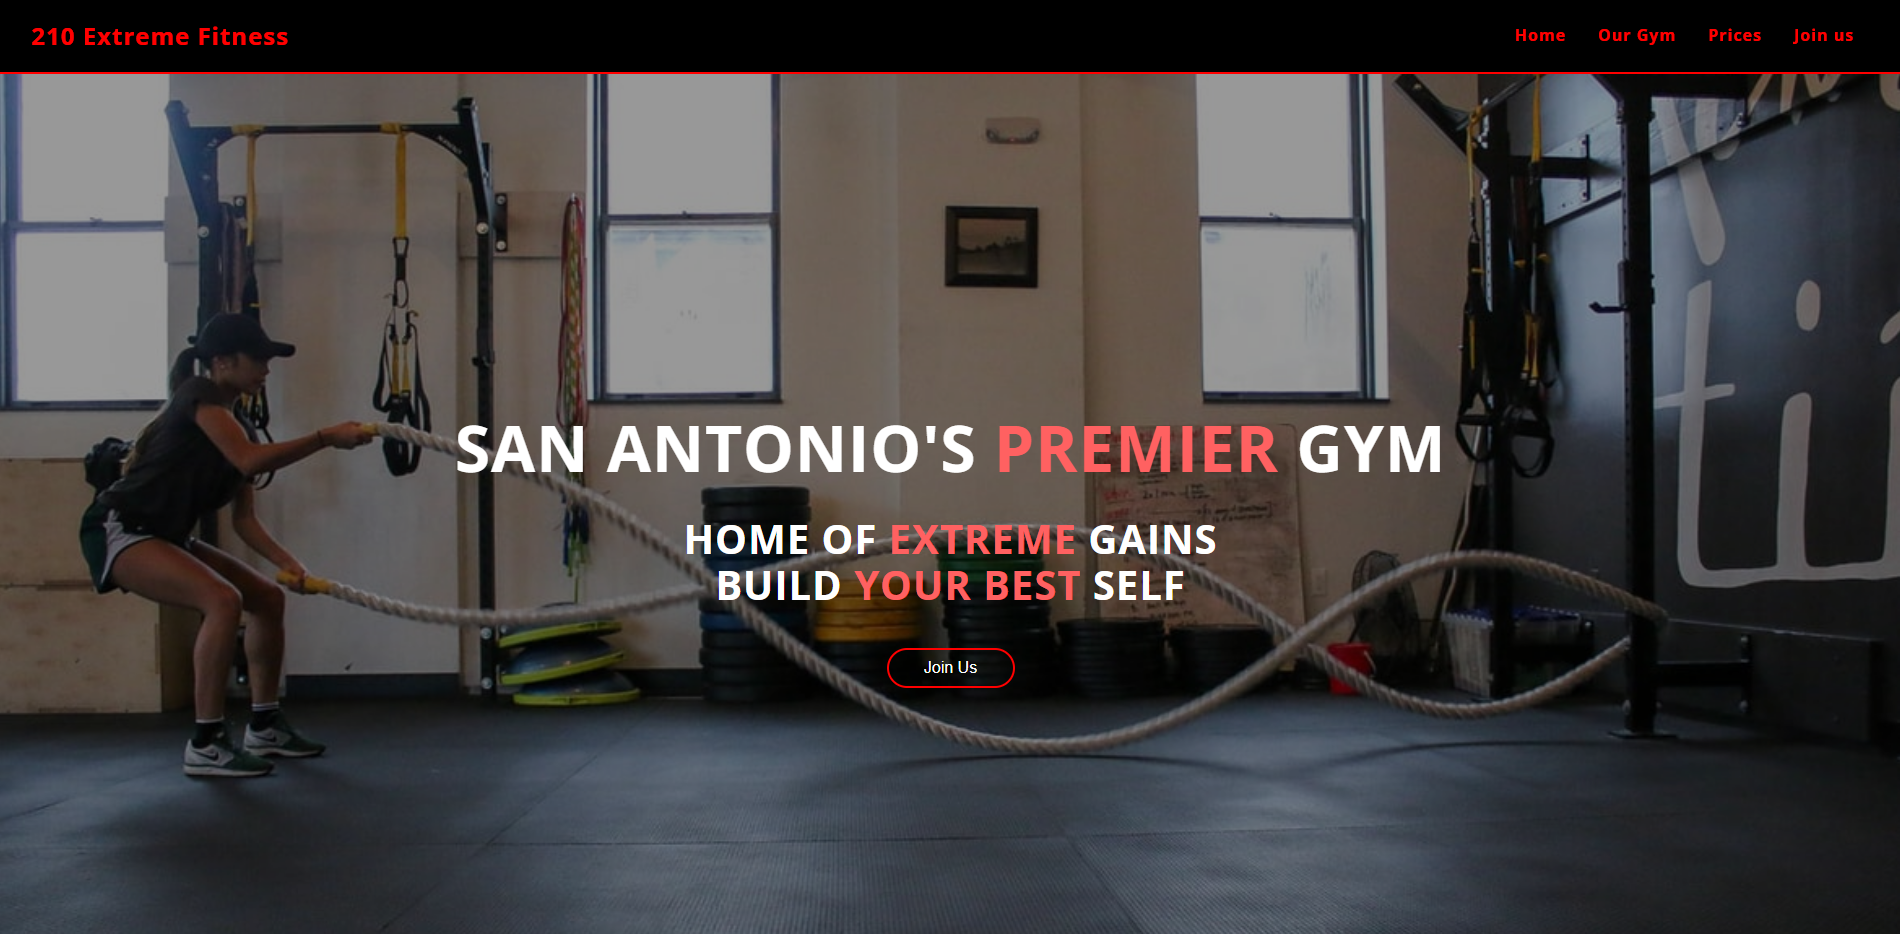 210 Extreme Fitness
Home Our Gym Prices Join us
SAN ANTONIO'S PREMIER GYM
HOME OF EXTREME GAINS
BUILD YOUR BEST SELF
Join Us